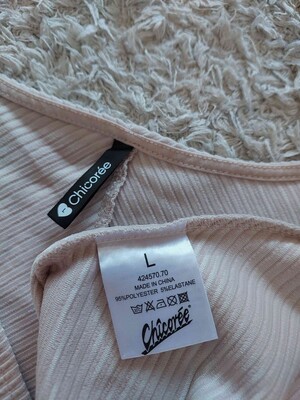 Chicorée
L
424570.70
MADE IN CHINA
95%POLYESTER 5%ELASTANE
Chicorée